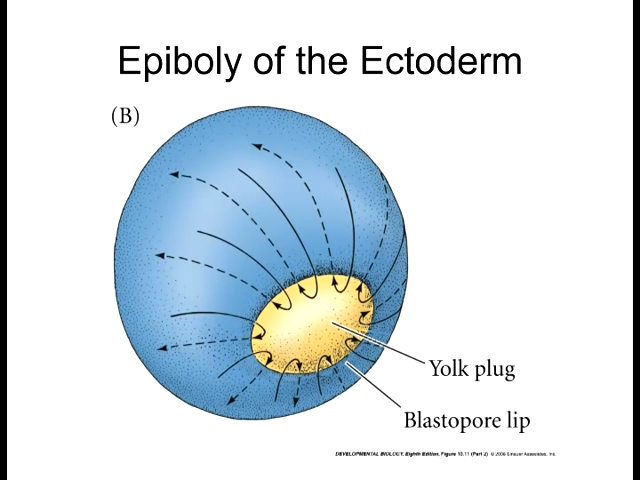 Epiboly of the Ectoderm
(B)
Yolk plug
Blastopore lip
DEVELOPMENTAL BIOLOGY, Eighth Edition, Figure 10.11 (Part 2) © 2006 Sinauer Associates, Inc.